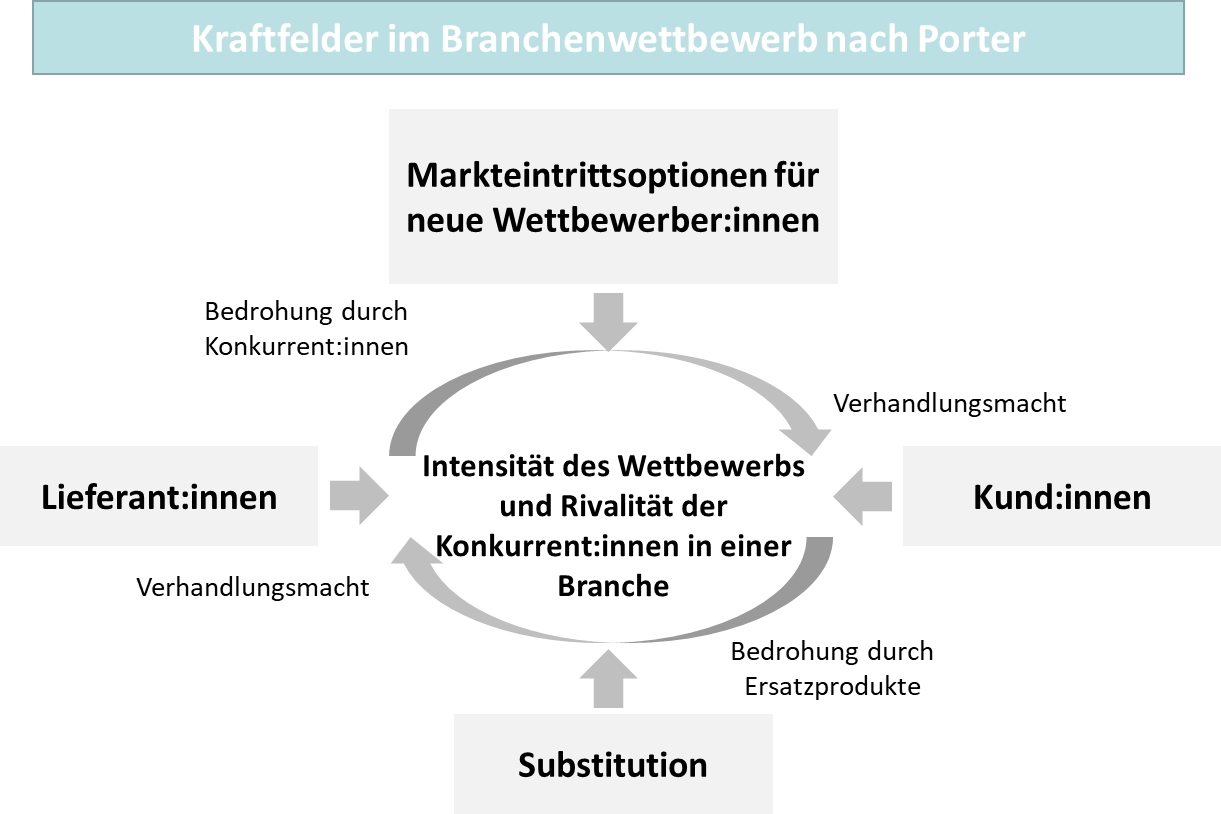 Kraftfelder im Branchenwettbewerb nach Porter
Markteintrittsoptionen für
neue Wettbewerber:innen
Bedrohung durch
Konkurrent:innen
Verhandlungsmacht
Lieferant:innen
Intensität des Wettbewerbs
und Rivalität der
Konkurrent:innen in einer
Branche
Kund:innen
Verhandlungsmacht
Bedrohung durch
Ersatzprodukte
Substitution